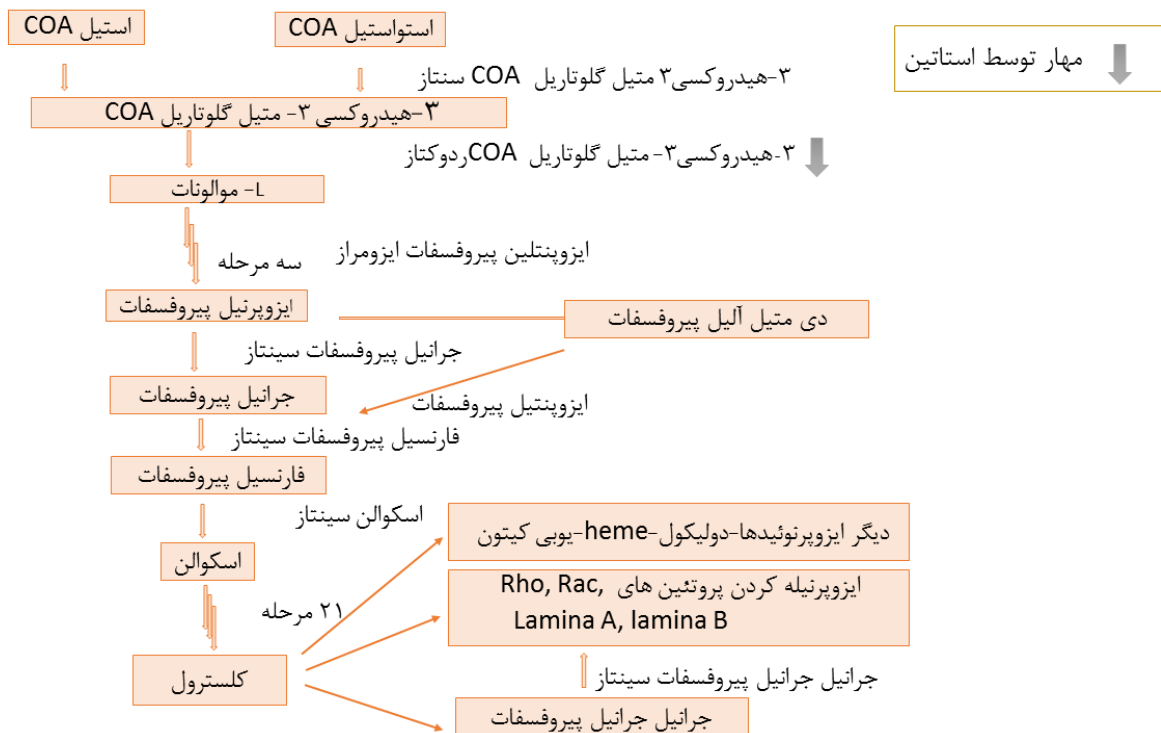 استیل COA
استواستیل COA
مهار توسط استاتین
۳-هیدروکسی۳ متیل گلوتاریل COA سنتاز
۳-هیدروکسی ۳- متیل گلوتاریل COA
۳-هیدروکسی۳- متیل گلوتاریل COAردوکتاز
L- موالونات
ایزوپنتلین پیروفسفات ایزومراز
سه مرحله
ایزوپرنیل پیروفسفات
دی متیل آلیل پیروفسفات
جرانیل پیروفسفات سینتاز
جرانیل پیروفسفات
ایزوپنتیل پیروفسفات
فارنسیل پیروفسفات سینتاز
فارنسیل پیروفسفات
اسکوالن سینتاز
دیگر ایزوپرنوئیدها-دولیکول-heme-یوبی کیتون
اسکوالن
ایزوپرنیله کردن پروتئین های Rho, Rac,
Lamina A, lamina B
۲۱ مرحله
کلسترول
جرانیل جرانیل پیروفسفات سینتاز
جرانیل جرانیل پیروفسفات